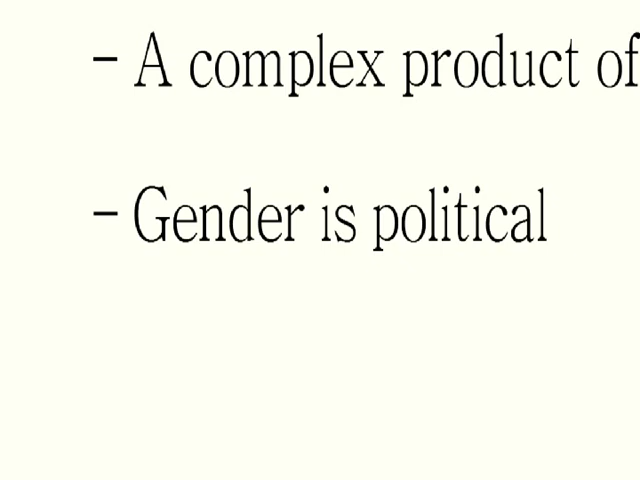 - A complex product of
- Gender is political